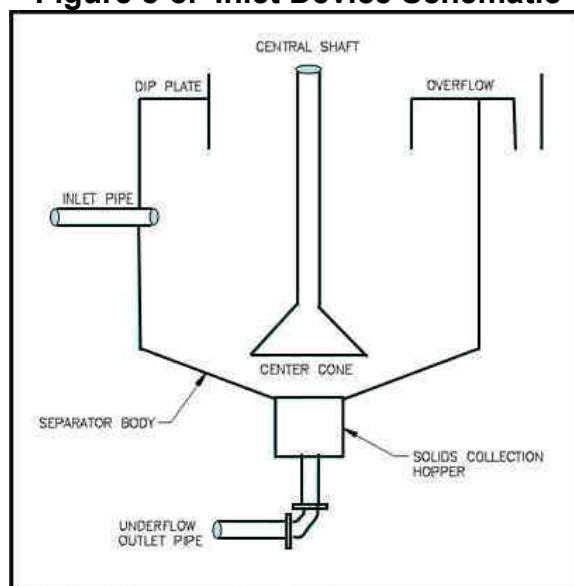 Figure 3-3. Inlet Device Schematic
CENTRAL SHAFT
DIP PLATE
OVERFLOW
INLET PIPE
CENTER CONE
SEPARATOR BODY
SOLIDS COLLECTION
HOPPER
UNDERFLOW
OUTLET PIPE